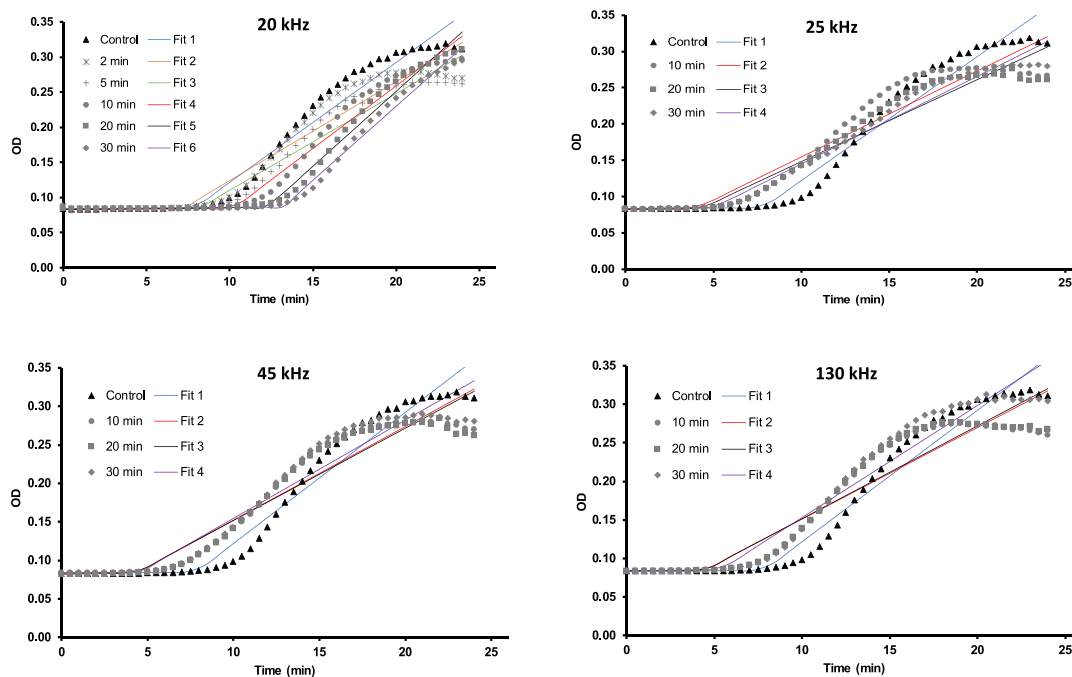 20 kHz
0.35
0.30
0.25
0.20
0.15
0.10
0.05
0.00
OD
Control Fit 1
2 min Fit 2
5 min Fit 3
10 min Fit 4
20 min Fit 5
30 min Fit 6
0 5 10 15 20 25
Time (min)
25 kHz
0.35
0.30
0.25
0.20
0.15
0.10
0.05
0.00
OD
Control Fit 1
10 min Fit 2
20 min Fit 3
30 min Fit 4
0 5 10 15 20 25
Time (min)
45 kHz
0.35
0.30
0.25
0.20
0.15
0.10
0.05
0.00
OD
Control Fit 1
10 min Fit 2
20 min Fit 3
30 min Fit 4
0 5 10 15 20 25
Time (min)
130 kHz
0.35
0.30
0.25
0.20
0.15
0.10
0.05
0.00
OD
Control Fit 1
10 min Fit 2
20 min Fit 3
30 min Fit 4
0 5 10 15 20 25
Time (min)